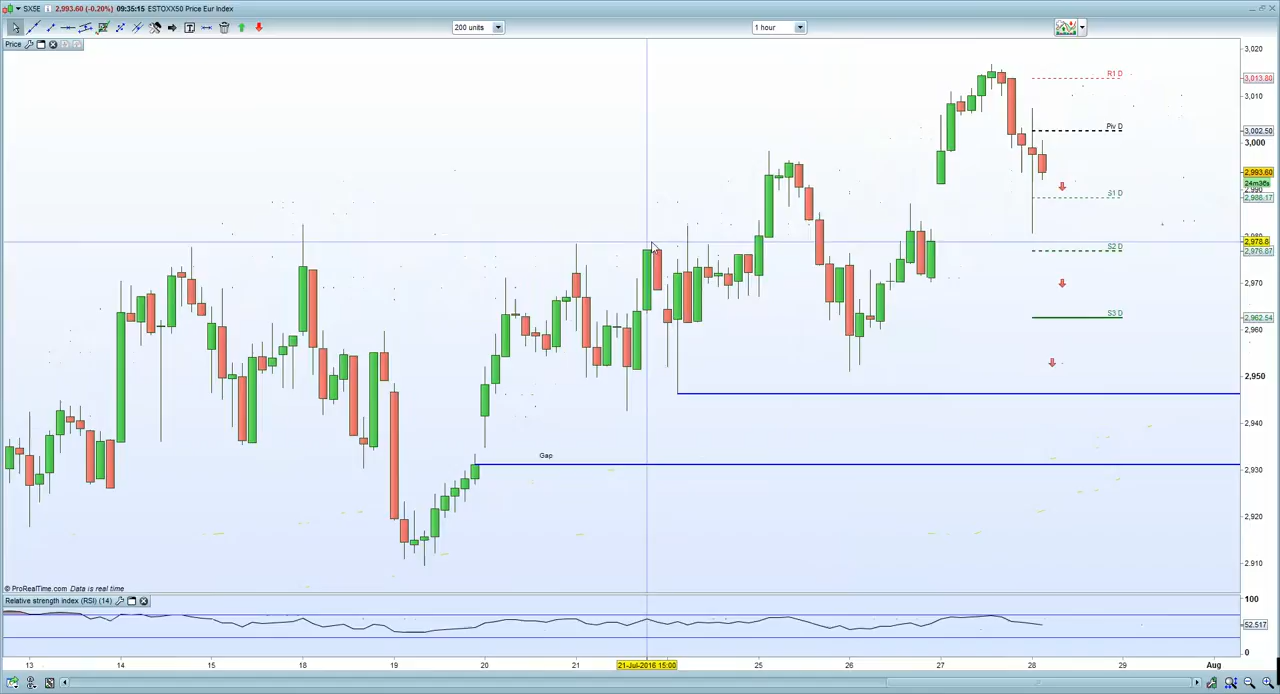 SX5E 2,993.60 (-0.20%) 09:35:15 ESTOXX50 Price Eur Index
200 units
1 hour
Price
3,020
R1 D
3,013.80
3,010
Piv D
3,002.50
3,000
2,993.60
24m36s
2,990
S1 D
2,988.17
2,980
2,978.8
S2 D
2,976.87
2,970
S3 D
2,962.54
2,960
2,950
2,940
Gap
2,930
2,920
2,910
© ProRealTime.com Data is real time
Relative strength index (RSI) (14)
100
52.517
0
13 14 15 18 19 20 21 21-Jul-2016 15:00 25 26 27 28 29 Aug